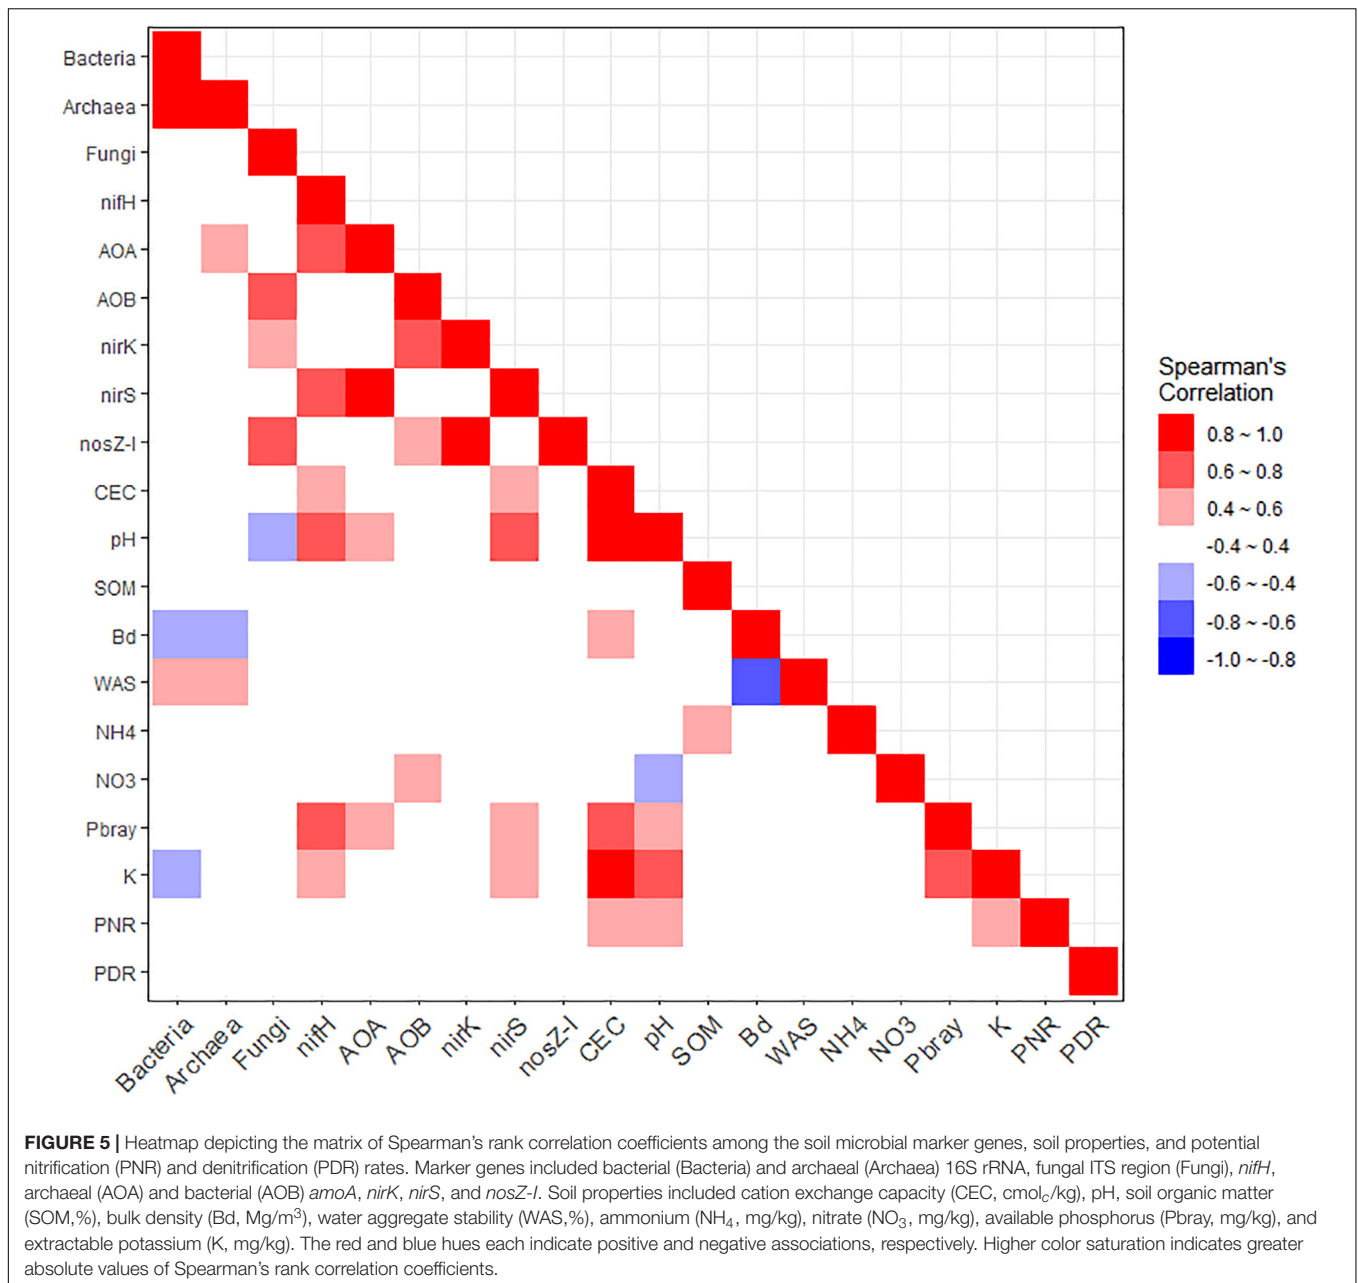 Bacteria
Archaea
Fungi
nifH
AOA
AOB
nirK
nirS
nosZ-I
CEC
pH
SOM
Bd
WAS
NH4
NO3
Pbray
K
PNR
PDR
Bacteria
Archaea
Fungi
nifH
AOA
AOB
nirK
nirS
nosZ-I
CEC
pH
SOM
Bd
WAS
NH4
NO3
Pbray
K
PNR
PDR
Spearman's
Correlation
0.8 ~ 1.0
0.6 ~ 0.8
0.4 ~ 0.6
-0.4 ~ 0.4
-0.6 ~ -0.4
-0.8 ~ -0.6
-1.0 ~ -0.8
FIGURE 5 | Heatmap depicting the matrix of Spearman’s rank correlation coefficients among the soil microbial marker genes, soil properties, and potential
nitrification (PNR) and denitrification (PDR) rates. Marker genes included bacterial (Bacteria) and archaeal (Archaea) 16S rRNA, fungal ITS region (Fungi), nifH,
archaeal (AOA) and bacterial (AOB) amoA, nirK, nirS, and nosZ-I. Soil properties included cation exchange capacity (CEC, cmolc/kg), pH, soil organic matter
(SOM,%), bulk density (Bd, Mg/m³), water aggregate stability (WAS,%), ammonium (NH₄, mg/kg), nitrate (NO₃, mg/kg), available phosphorus (Pbray, mg/kg), and
extractable potassium (K, mg/kg). The red and blue hues each indicate positive and negative associations, respectively. Higher color saturation indicates greater
absolute values of Spearman’s rank correlation coefficients.